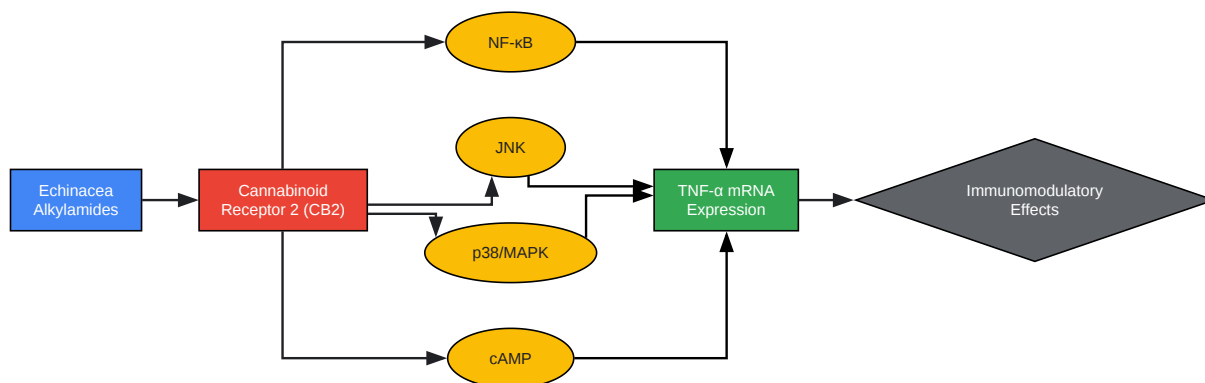 Echinacea
Alkylamides
Cannabinoid
Receptor 2 (CB2)
NF-κB
JNK
p38/MAPK
cAMP
TNF-α mRNA
Expression
Immunomodulatory
Effects